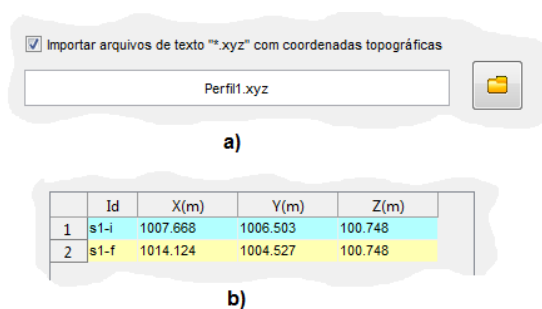 Importar arquivos de texto "*.xyz" com coordenadas topográficas
Perfil1.xyz
a)
Id X(m) Y(m) Z(m)
1 s1-i 1007.668 1006.503 100.748
2 s1-f 1014.124 1004.527 100.748
b)